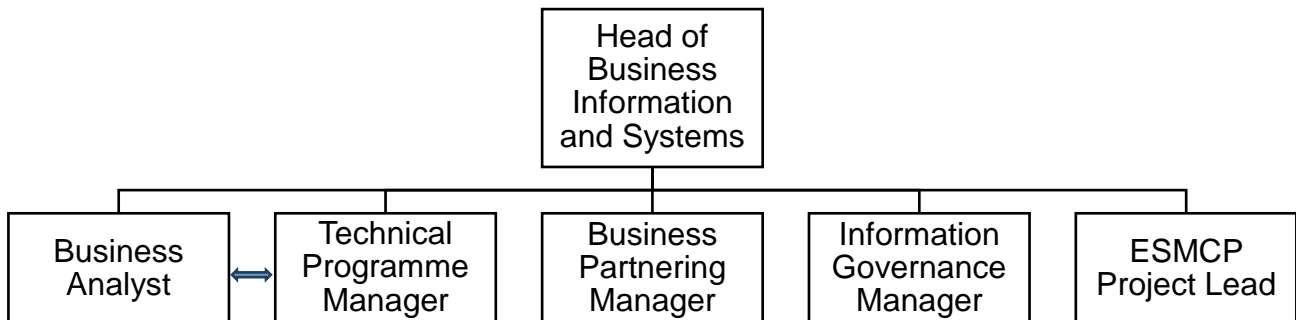 Head of
Business
Information
and Systems
Business
Analyst
Technical
Programme
Manager
Business
Partnering
Manager
Information
Governance
Manager
ESMCP
Project Lead